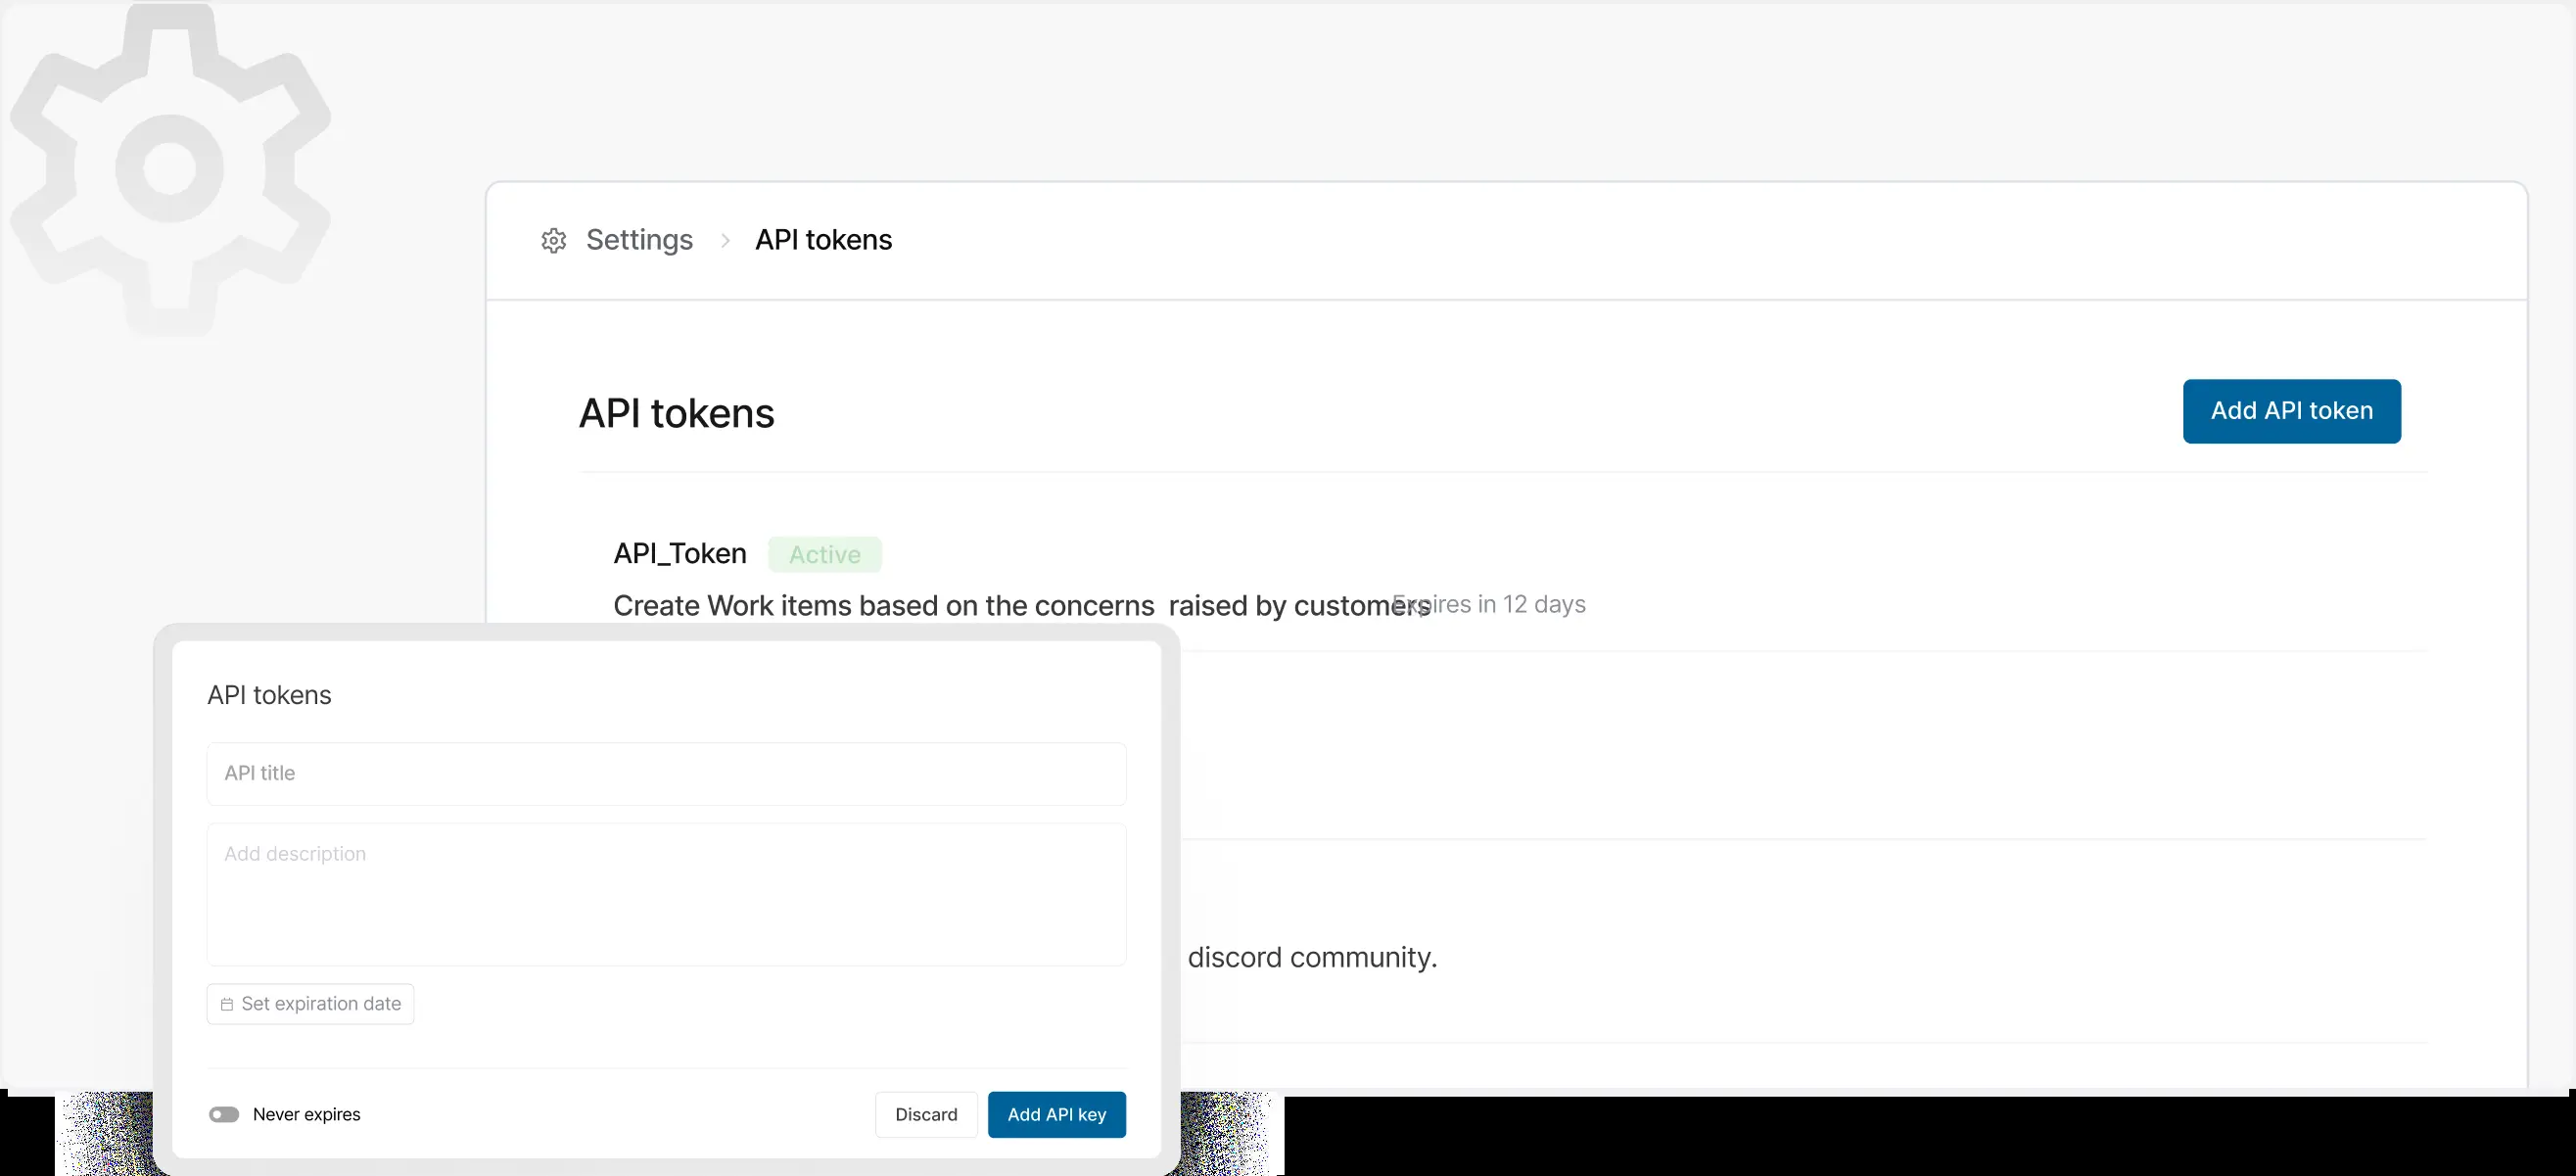 Settings > API tokens
API tokens
Add API token
API_Token Active
Create Work items based on the concerns raised by customers Expires in 12 days
discord community.
API tokens
API title
Add description
Set expiration date
Never expires
Discard
Add API key